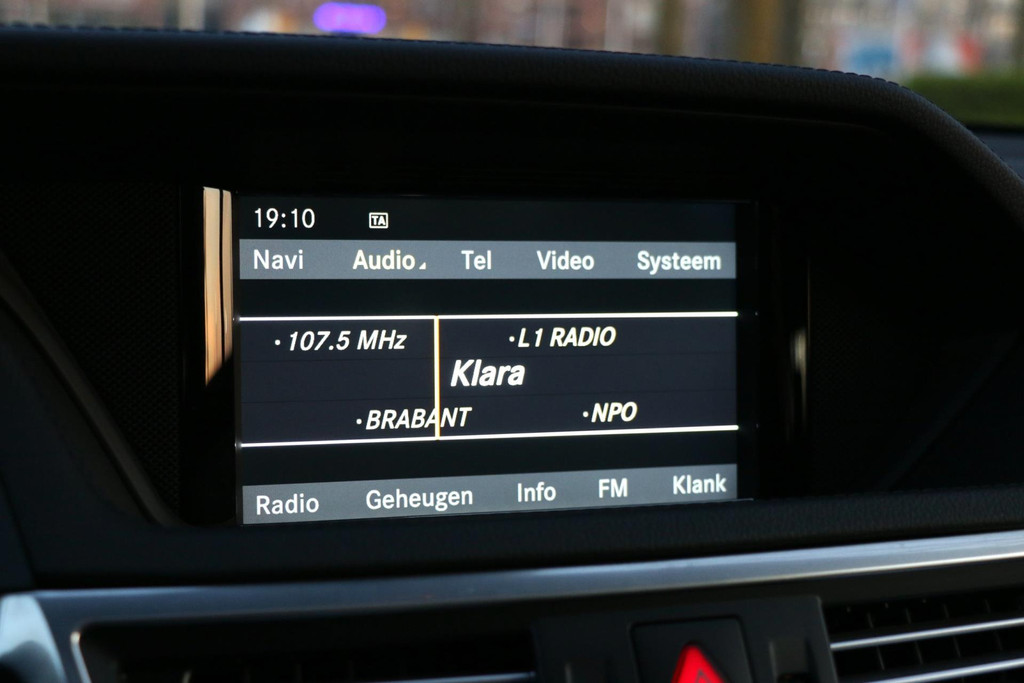 19:10 TA
Navi Audio Tel Video Systeem
•107.5 MHz •L1 RADIO
Klara
•BRABANT •NPO
Radio Geheugen Info FM Klank